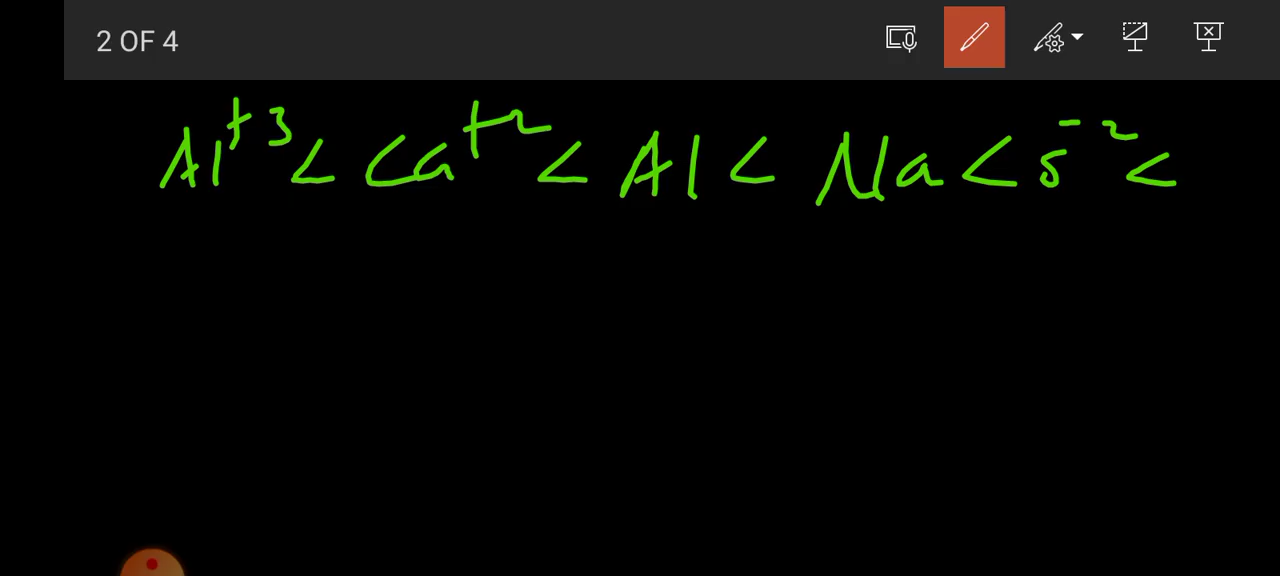 2 OF 4
Al⁺³ < Ca⁺² < Al < Na < S⁻² <